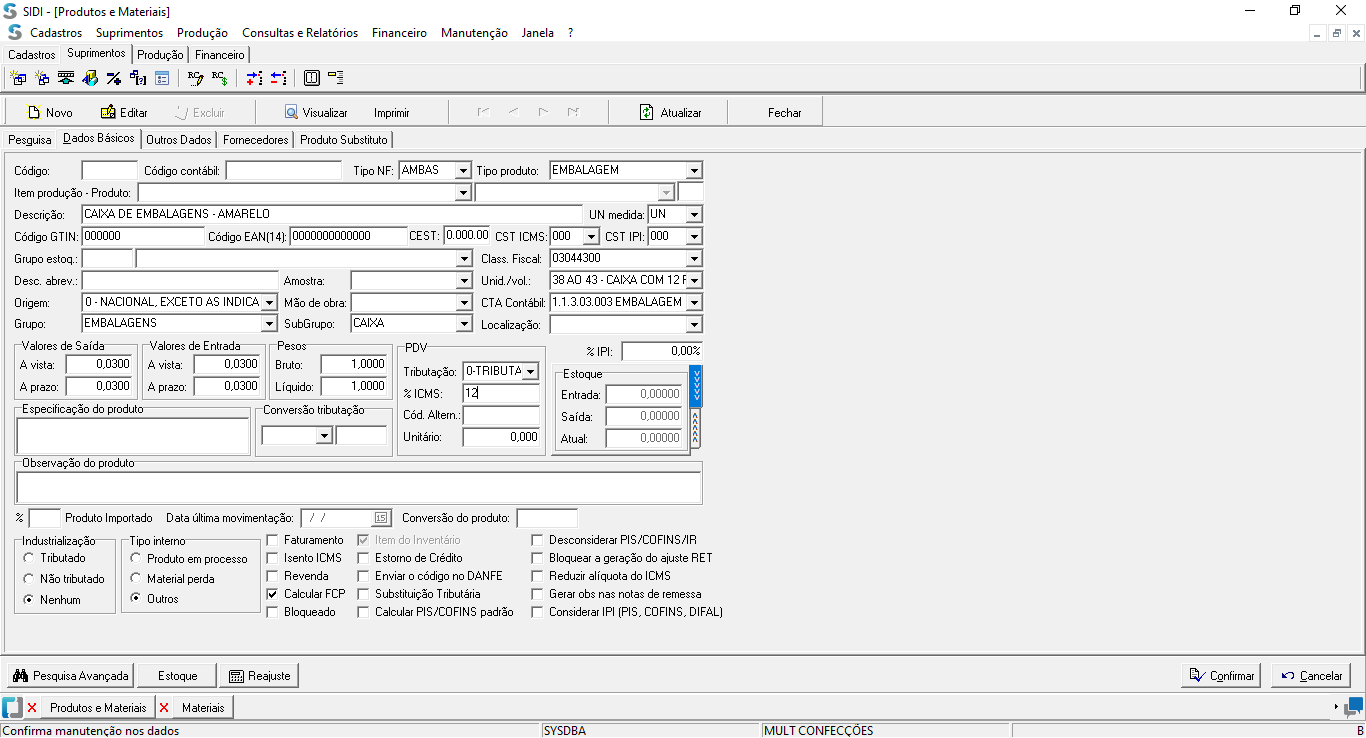 SIDI - [Produtos e Materiais]
Cadastros Suprimentos Produção Consultas e Relatórios Financeiro Manutenção Janela ?
Cadastros Suprimentos Produção Financeiro
Novo Editar Excluir Visualizar Imprimir Atualizar Fechar
Pesquisa Dados Básicos Outros Dados Fornecedores Produto Substituto
Código: Código contábil: Tipo NF: AMBAS Tipo produto: EMBALAGEM
Item produção - Produto:
Descrição: CAIXA DE EMBALAGENS - AMARELO UN medida: UN
Código GTIN: 000000 Código EAN(14): 0000000000000 CEST: 0.000.00 CST ICMS: 000 CST IPI: 000
Grupo estoq.: Class. Fiscal: 03044300
Desc. abrev.: Amostra: Unid./vol.: 38 AO 43 - CAIXA COM 12 F
Origem: 0 - NACIONAL, EXCETO AS INDICA Mão de obra: CTA Contábil: 1.1.3.03.003 EMBALAGEM
Grupo: EMBALAGENS SubGrupo: CAIXA Localização:
Valores de Saída Valores de Entrada Pesos PDV % IPI: 0,00%
A vista: 0,0300 A vista: 0,0300 Bruto: 1,0000 Tributação: 0-TRIBUTA Estoque
A prazo: 0,0300 A prazo: 0,0300 Líquido: 1,0000 % ICMS: 12 Entrada: 0,00000
Especificação do produto Conversão tributação Cód. Altern.: Saída: 0,00000
Unitário: 0,000 Atual: 0,00000
Observação do produto
% Produto Importado Data última movimentação: / / 15 Conversão do produto:
Industrialização Tipo interno Faturamento Item do Inventário Desconsiderar PIS/COFINS/IR
Tributado Produto em processo Isento ICMS Estorno de Crédito Bloquear a geração do ajuste RET
Não tributado Material perda Revenda Enviar o código no DANFE Reduzir alíquota do ICMS
Nenhum Outros Calcular FCP Substituição Tributária Gerar obs nas notas de remessa
Bloqueado Calcular PIS/COFINS padrão Considerar IPI (PIS, COFINS, DIFAL)
Pesquisa Avançada Estoque Reajuste Confirmar Cancelar
Produtos e Materiais Materiais
Confirma manutenção nos dados SYSDBA MULT CONFECÇÕES B